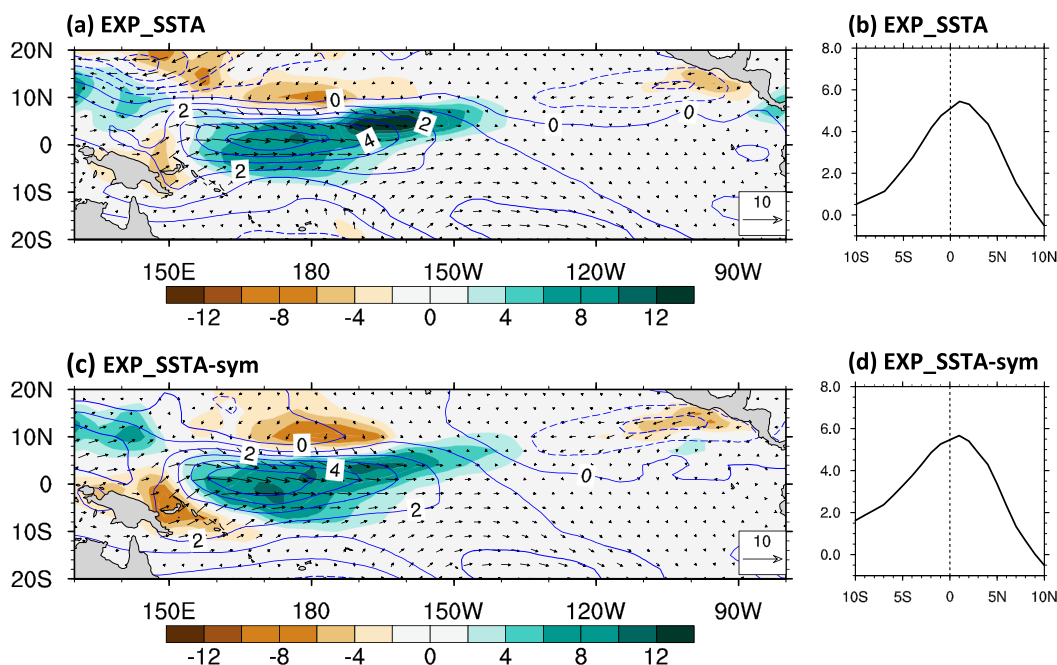 (a) EXP_SSTA
(b) EXP_SSTA
20N
10N
0
10S
20S
2
0
4
2
2
0
0
10
150E 180 150W 120W 90W
-12 -8 -4 0 4 8 12
8.0
6.0
4.0
2.0
0.0
10S 5S 0 5N 10N
(c) EXP_SSTA-sym
(d) EXP_SSTA-sym
20N
10N
0
10S
20S
0
2
4
2
2
0
10
150E 180 150W 120W 90W
-12 -8 -4 0 4 8 12
8.0
6.0
4.0
2.0
0.0
10S 5S 0 5N 10N